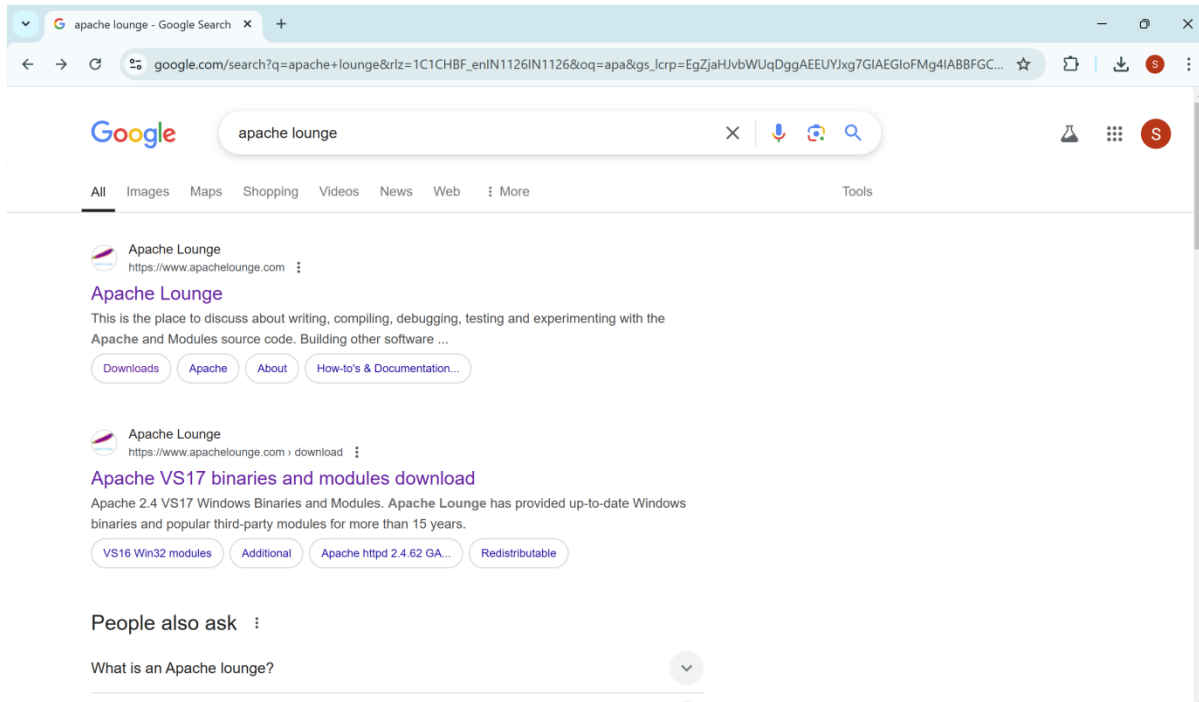 apache lounge - Google Search
google.com/search?q=apache+lounge&rlz=1C1CHBF_enIN1126IN1126&oq=apa&gs_lcrp=EgZjaHJvbWUqDggAEEUYJxg7GIAEGIoFMg4IABBFGC...
S
Google
apache lounge
S
All Images Maps Shopping Videos News Web More Tools
Apache Lounge
https://www.apachelounge.com
Apache Lounge
This is the place to discuss about writing, compiling, debugging, testing and experimenting with the
Apache and Modules source code. Building other software ...
Downloads Apache About How-to's & Documentation...
Apache Lounge
https://www.apachelounge.com › download
Apache VS17 binaries and modules download
Apache 2.4 VS17 Windows Binaries and Modules. Apache Lounge has provided up-to-date Windows
binaries and popular third-party modules for more than 15 years.
VS16 Win32 modules Additional Apache httpd 2.4.62 GA... Redistributable
People also ask
What is an Apache lounge?